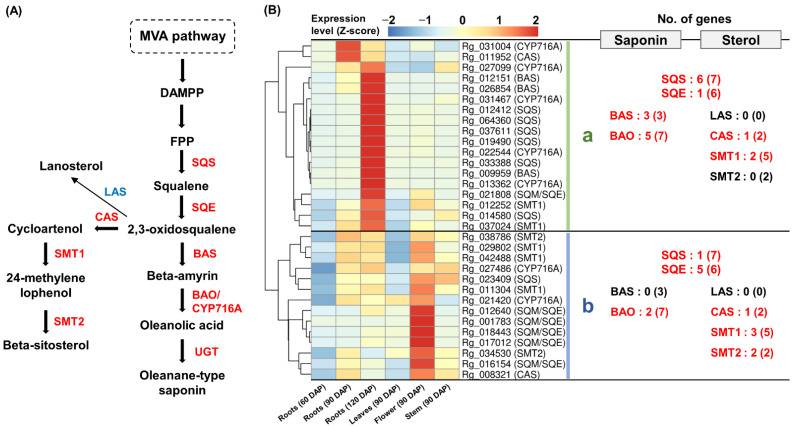 (A)
MVA pathway
DAMPP
FPP
SQS
Lanosterol
Squalene
LAS
SQE
CAS
Cycloartenol
2,3-oxidosqualene
SMT1
BAS
24-methylene
lophenol
Beta-amyrin
BAO/
CYP716A
SMT2
Oleanolic acid
Beta-sitosterol
UGT
Oleanane-type
saponin
(B)
Expression
level (Z-score)
−2 −1 0 1 2
No. of genes
Saponin Sterol
Rg_031004 (CYP716A)
Rg_011952 (CAS)
Rg_027099 (CYP716A)
Rg_012151 (BAS)
Rg_026854 (BAS)
Rg_031467 (CYP716A)
Rg_012412 (SQS)
Rg_064360 (SQS)
Rg_037611 (SQS)
Rg_019490 (SQS)
Rg_022544 (CYP716A)
Rg_033388 (SQS)
Rg_009959 (BAS)
Rg_013362 (CYP716A)
Rg_021808 (SQM/SQE)
Rg_012252 (SMT1)
Rg_014580 (SQS)
Rg_037024 (SMT1)
Rg_038786 (SMT2)
Rg_029802 (SMT1)
Rg_042488 (SMT1)
Rg_027486 (CYP716A)
Rg_023409 (SQS)
Rg_011304 (SMT1)
Rg_021420 (CYP716A)
Rg_012640 (SQM/SQE)
Rg_001783 (SQM/SQE)
Rg_018443 (SQM/SQE)
Rg_017012 (SQM/SQE)
Rg_034530 (SMT2)
Rg_016154 (SQM/SQE)
Rg_008321 (CAS)
Roots (60 DAP)
Roots (90 DAP)
Roots (120 DAP)
Leaves (90 DAP)
Flower (90 DAP)
Stem (90 DAP)
a
SQS : 6 (7)
SQE : 1 (6)
BAS : 3 (3) LAS : 0 (0)
BAO : 5 (7) CAS : 1 (2)
SMT1 : 2 (5)
SMT2 : 0 (2)
b
SQS : 1 (7)
SQE : 5 (6)
BAS : 0 (3) LAS : 0 (0)
BAO : 2 (7) CAS : 1 (2)
SMT1 : 3 (5)
SMT2 : 2 (2)